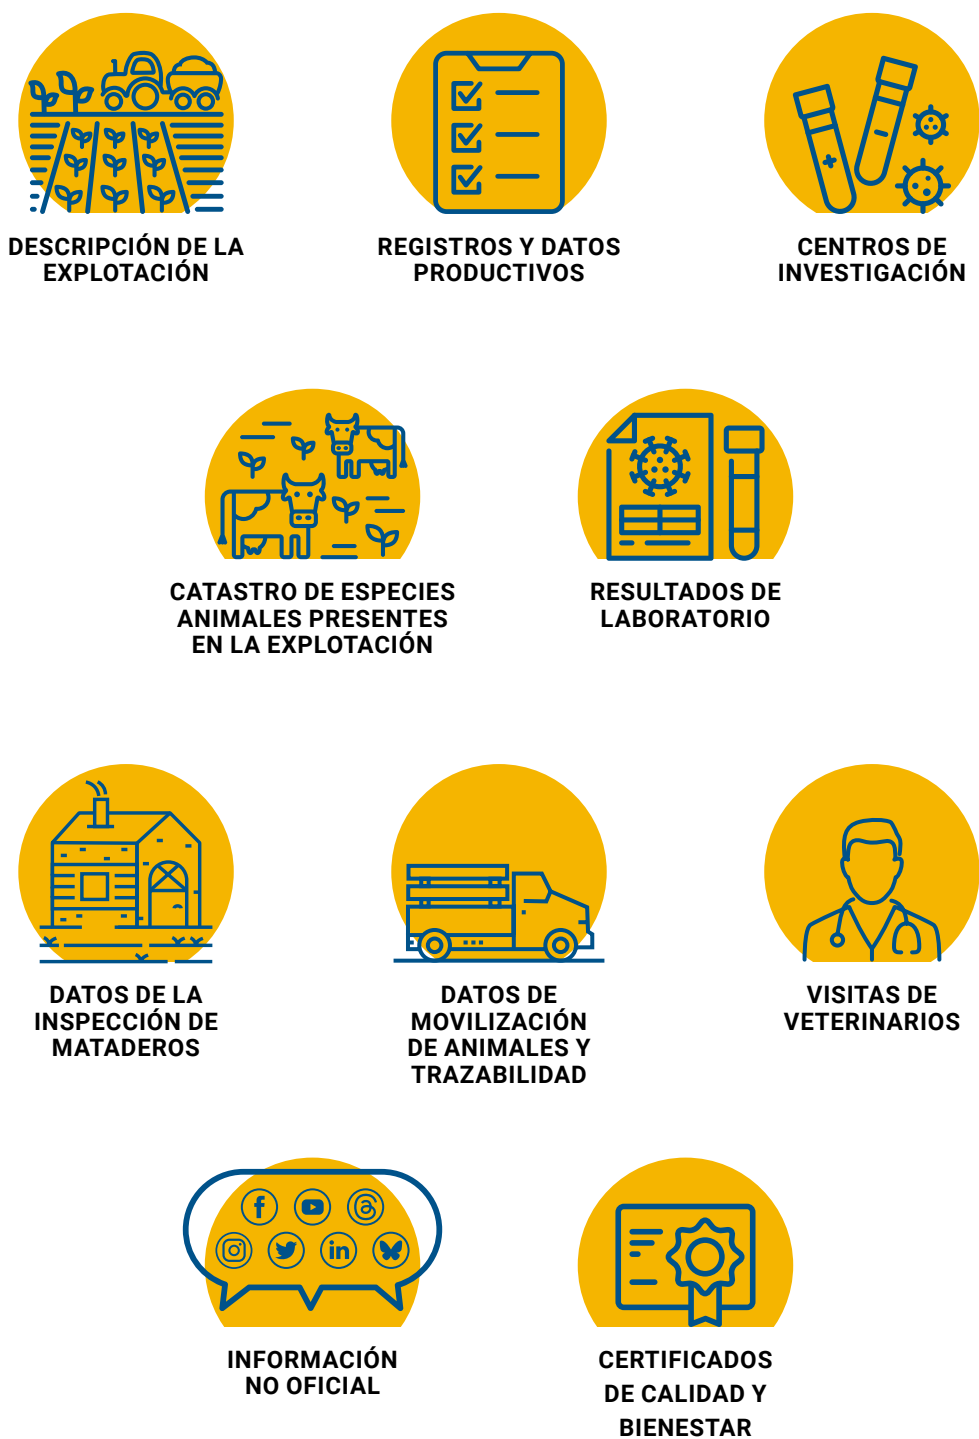 DESCRIPCIÓN DE LA
EXPLOTACIÓN
REGISTROS Y DATOS
PRODUCTIVOS
CENTROS DE
INVESTIGACIÓN
CATASTRO DE ESPECIES
ANIMALES PRESENTES
EN LA EXPLOTACIÓN
RESULTADOS DE
LABORATORIO
DATOS DE LA
INSPECCIÓN DE
MATADEROS
DATOS DE
MOVILIZACIÓN
DE ANIMALES Y
TRAZABILIDAD
VISITAS DE
VETERINARIOS
INFORMACIÓN
NO OFICIAL
CERTIFICADOS
DE CALIDAD Y
BIENESTAR